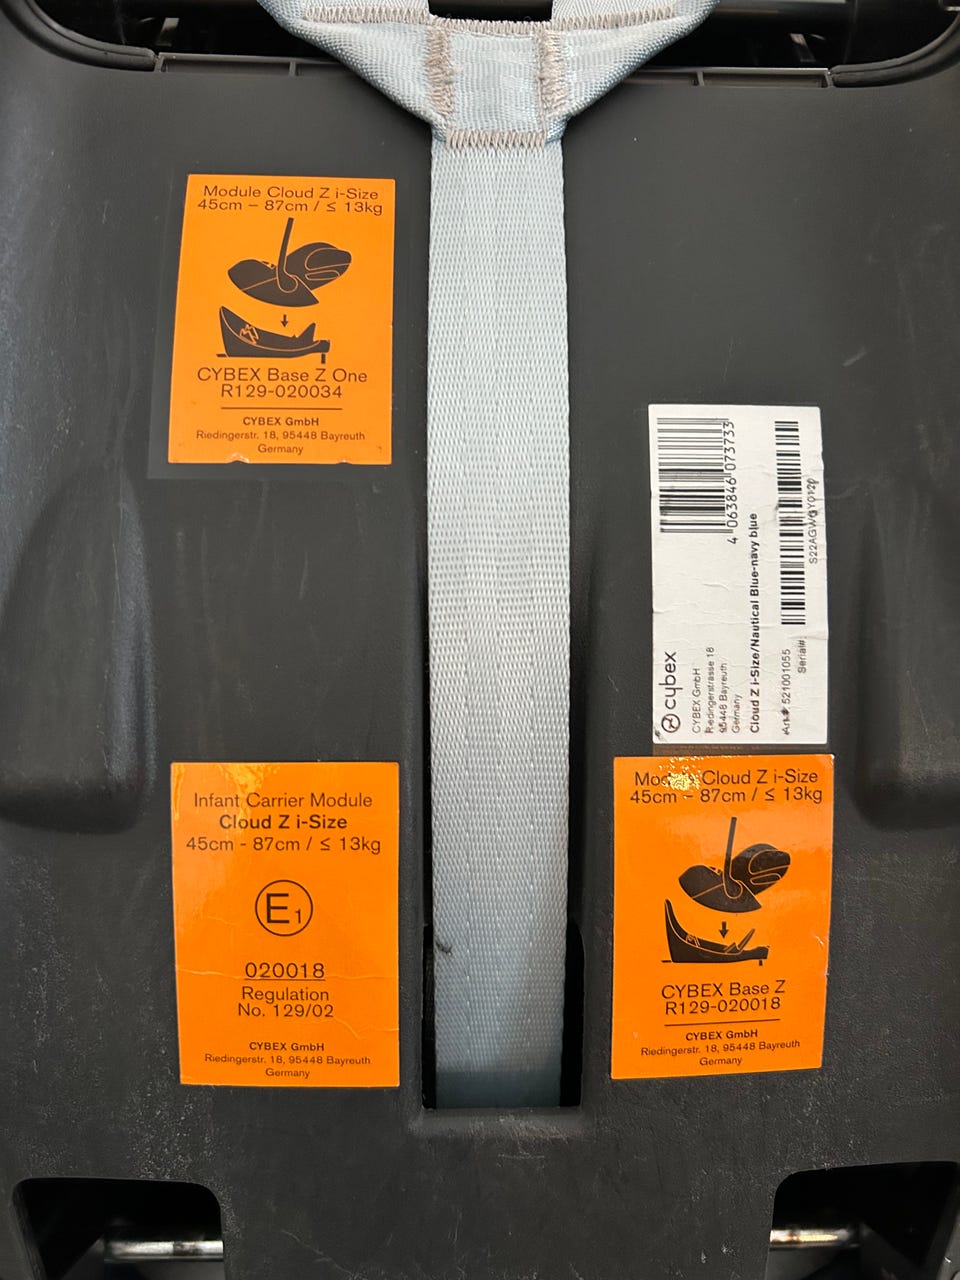 Module Cloud Z i-Size
45cm – 87cm / ≤ 13kg
CYBEX Base Z One
R129-020034
CYBEX GmbH
Riedingerstr. 18, 95448 Bayreuth
Germany
4 063846 073733
cybex
CYBEX GmbH
Riedingerstrasse 18
95448 Bayreuth
Germany
Cloud Z i-Size/Nautical Blue-navy blue
Art# 521001055
Serial#:
Infant Carrier Module
Cloud Z i-Size
45cm - 87cm / ≤ 13kg
E1
020018
Regulation
No. 129/02
CYBEX GmbH
Riedingerstr. 18, 95448 Bayreuth
Germany
Cloud Z i-Size
45cm – 87cm / ≤ 13kg
CYBEX Base Z
R129-020018
CYBEX GmbH
Riedingerstr. 18, 95448 Bayreuth
Germany